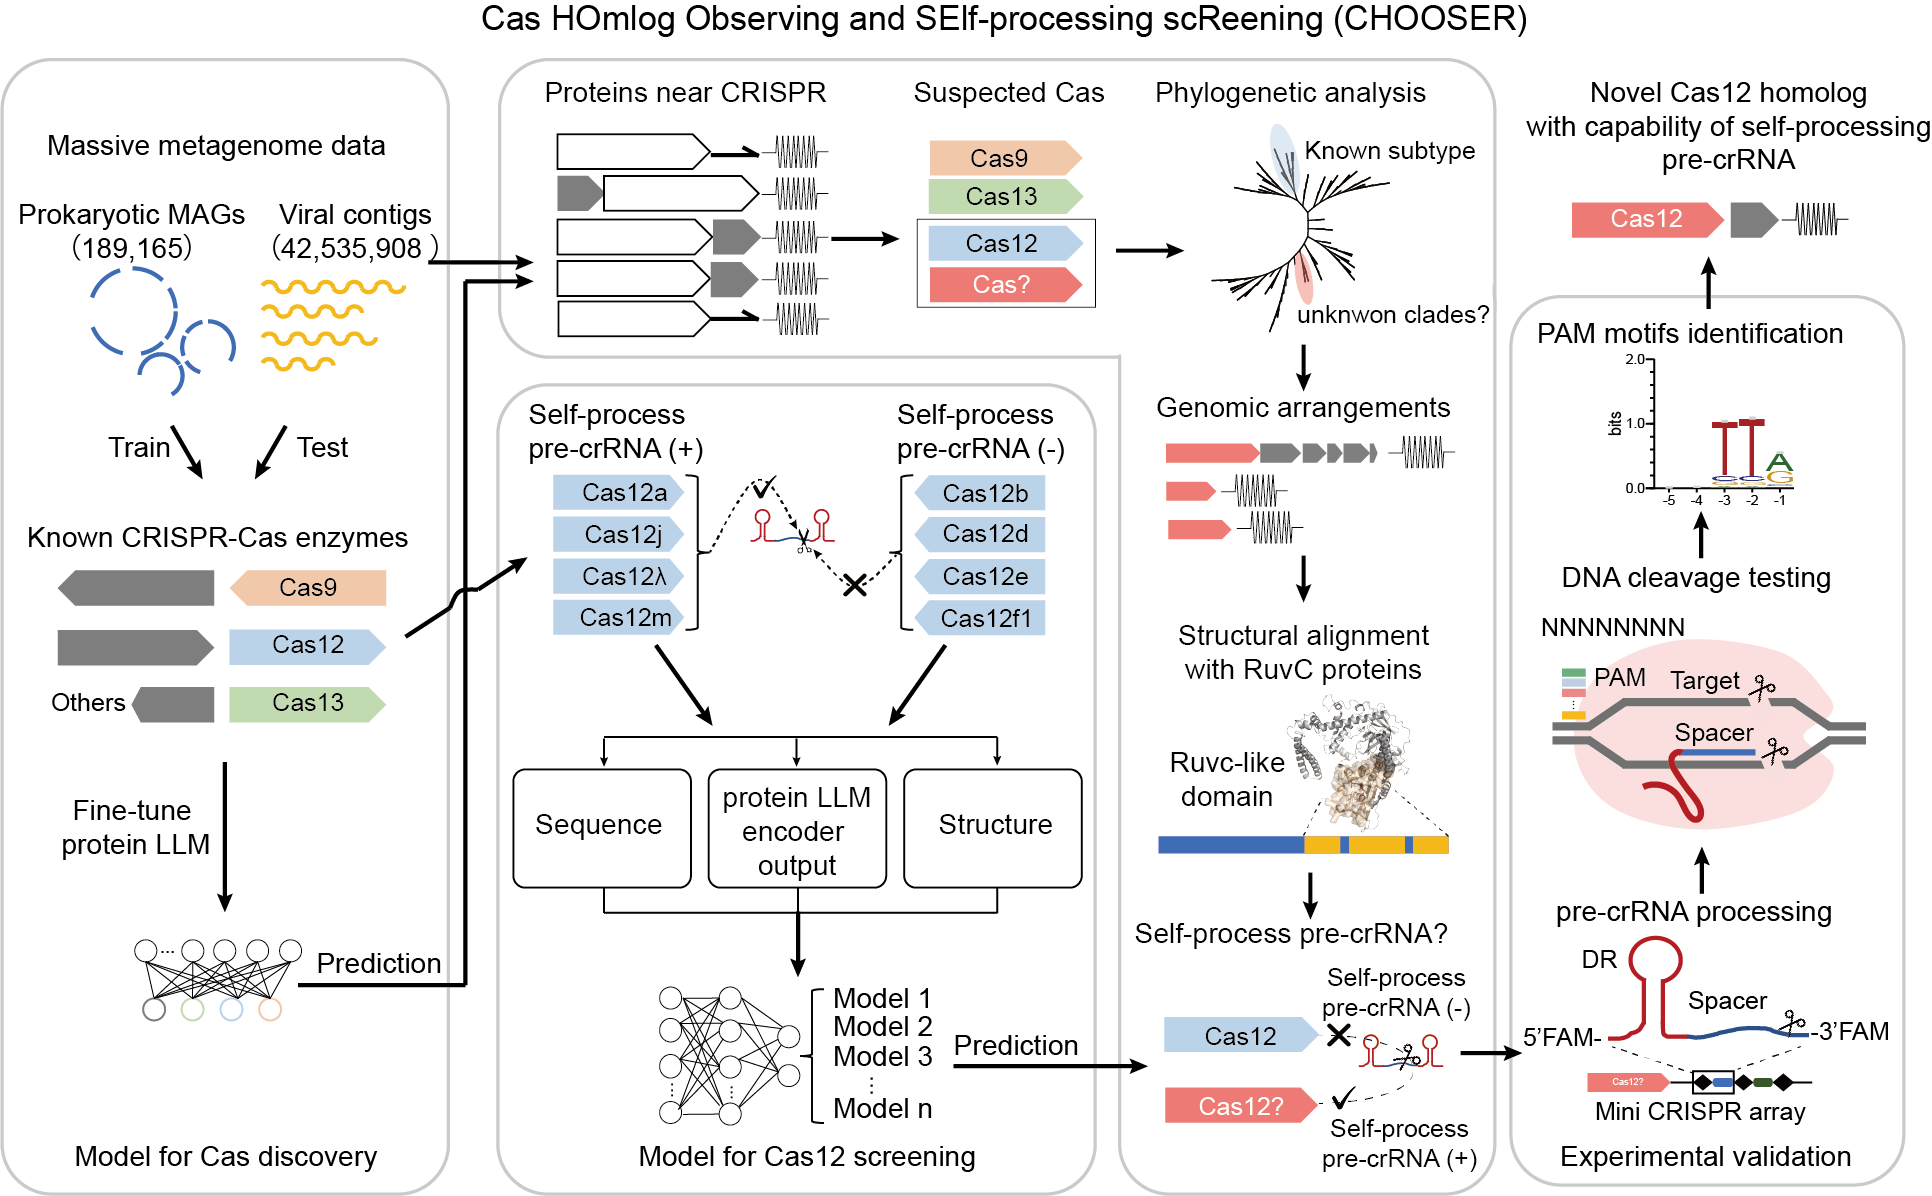 Cas HOmlog Observing and SElf-processing scReening (CHOOSER)
Massive metagenome data
Prokaryotic MAGs
(189,165)
Viral contigs
(42,535,908 )
Train
Test
Known CRISPR-Cas enzymes
Cas9
Cas12
Others
Cas13
Fine-tune
protein LLM
...
Prediction
Model for Cas discovery
Proteins near CRISPR
Suspected Cas
Cas9
Cas13
Cas12
Cas?
Phylogenetic analysis
Known subtype
unknwon clades?
Self-process
pre-crRNA (+)
Cas12a
Cas12j
Cas12λ
Cas12m
Self-process
pre-crRNA (-)
Cas12b
Cas12d
Cas12e
Cas12f1
Sequence
protein LLM
encoder
output
Structure
Model 1
Model 2
Model 3
Model n
Prediction
Model for Cas12 screening
Genomic arrangements
Structural alignment
with RuvC proteins
Ruvc-like
domain
Self-process pre-crRNA?
Self-process
pre-crRNA (-)
Cas12
Cas12?
Self-process
pre-crRNA (+)
Novel Cas12 homolog
with capability of self-processing
pre-crRNA
Cas12
PAM motifs identification
2.0
1.0
0.0
bits
T T A
C C G
-5 -4 -3 -2 -1
DNA cleavage testing
NNNNNNNN
PAM
Target
Spacer
pre-crRNA processing
DR
Spacer
5'FAM-
-3'FAM
Cas12?
Mini CRISPR array
Experimental validation